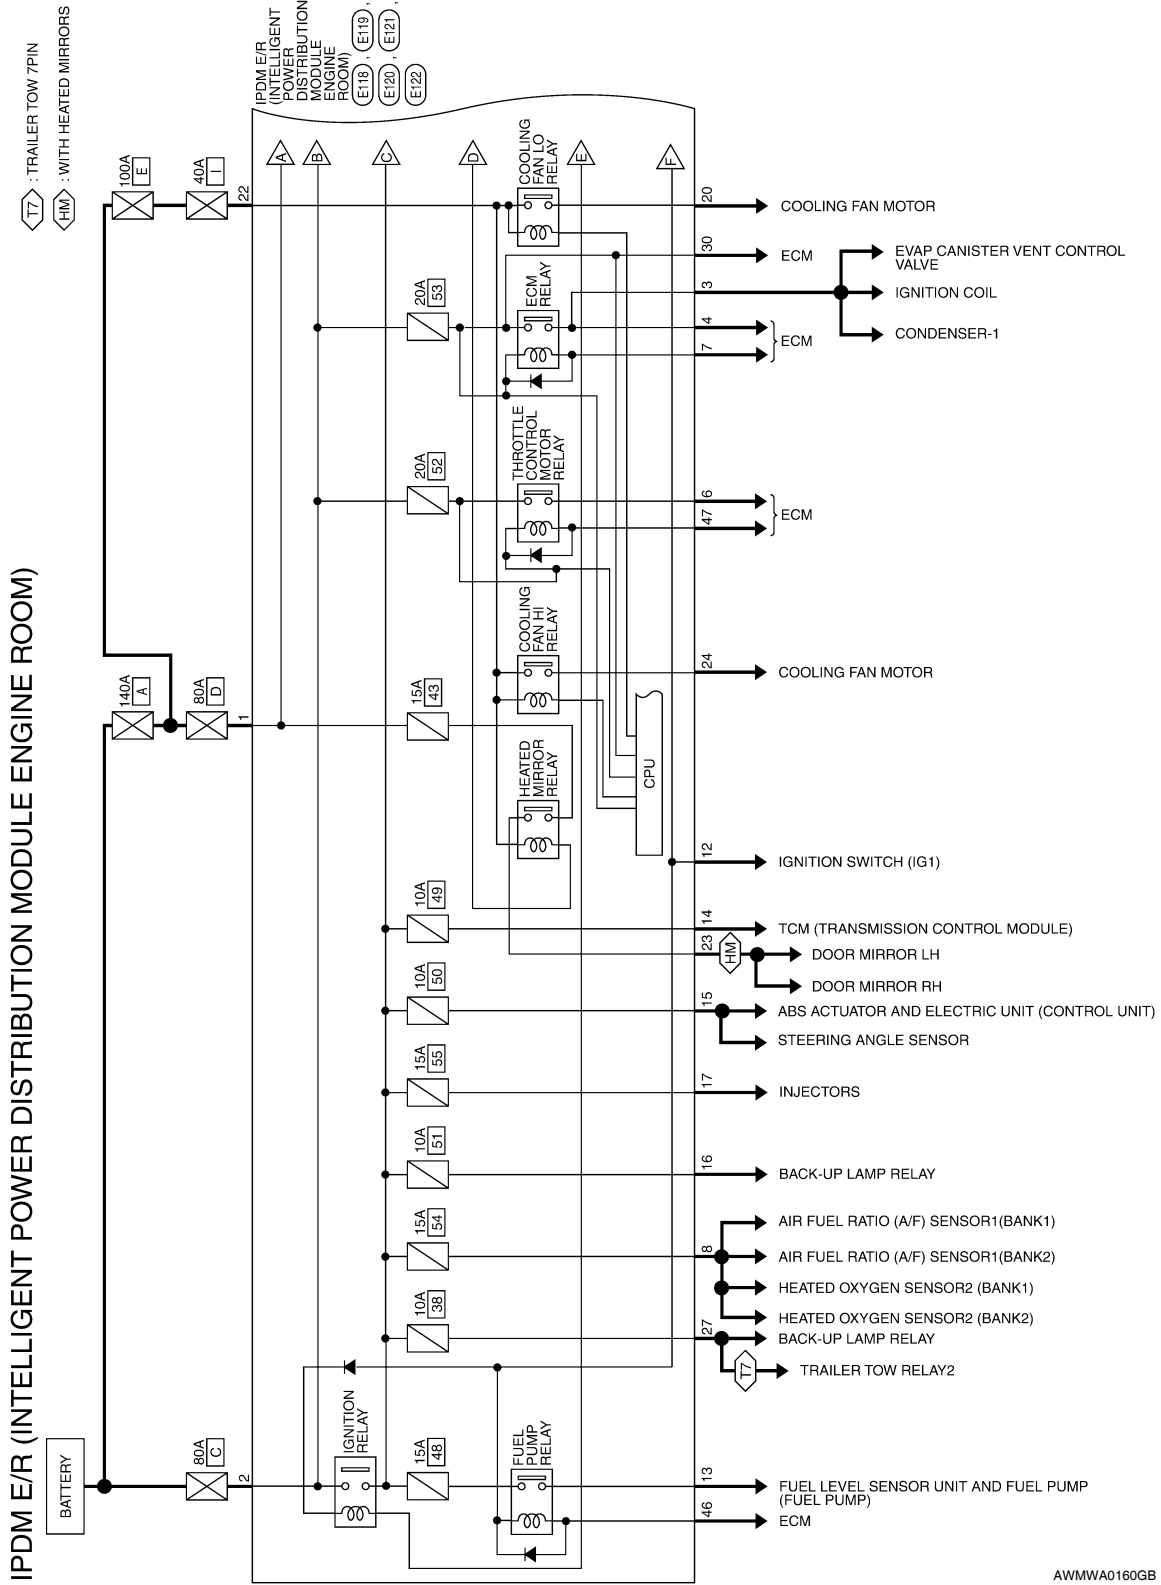 IPDM E/R (INTELLIGENT POWER DISTRIBUTION MODULE ENGINE ROOM)
T7 : TRAILER TOW 7PIN
HM : WITH HEATED MIRRORS
IPDM E/R
(INTELLIGENT
POWER
DISTRIBUTION
MODULE
ENGINE
ROOM)
E118 , E119 ,
E120 , E121 ,
E122
100A
E
40A
I
22
A
B
C
D
E
F
COOLING
FAN LO
RELAY
20
COOLING FAN MOTOR
30
ECM
20A
53
ECM
RELAY
3
EVAP CANISTER VENT CONTROL
VALVE
IGNITION COIL
CONDENSER-1
4
7
ECM
20A
52
THROTTLE
CONTROL
MOTOR
RELAY
6
47
ECM
COOLING
FAN HI
RELAY
24
COOLING FAN MOTOR
140A
A
80A
D
1
15A
43
HEATED
MIRROR
RELAY
CPU
12
IGNITION SWITCH (IG1)
10A
49
14
TCM (TRANSMISSION CONTROL MODULE)
23
HM
DOOR MIRROR LH
DOOR MIRROR RH
10A
50
15
ABS ACTUATOR AND ELECTRIC UNIT (CONTROL UNIT)
STEERING ANGLE SENSOR
15A
55
17
INJECTORS
10A
51
16
BACK-UP LAMP RELAY
15A
54
8
AIR FUEL RATIO (A/F) SENSOR1(BANK1)
AIR FUEL RATIO (A/F) SENSOR1(BANK2)
HEATED OXYGEN SENSOR2 (BANK1)
HEATED OXYGEN SENSOR2 (BANK2)
10A
38
27
BACK-UP LAMP RELAY
T7
TRAILER TOW RELAY2
BATTERY
80A
C
2
IGNITION
RELAY
15A
48
FUEL
PUMP
RELAY
13
FUEL LEVEL SENSOR UNIT AND FUEL PUMP
(FUEL PUMP)
46
ECM
AWMWA0160GB